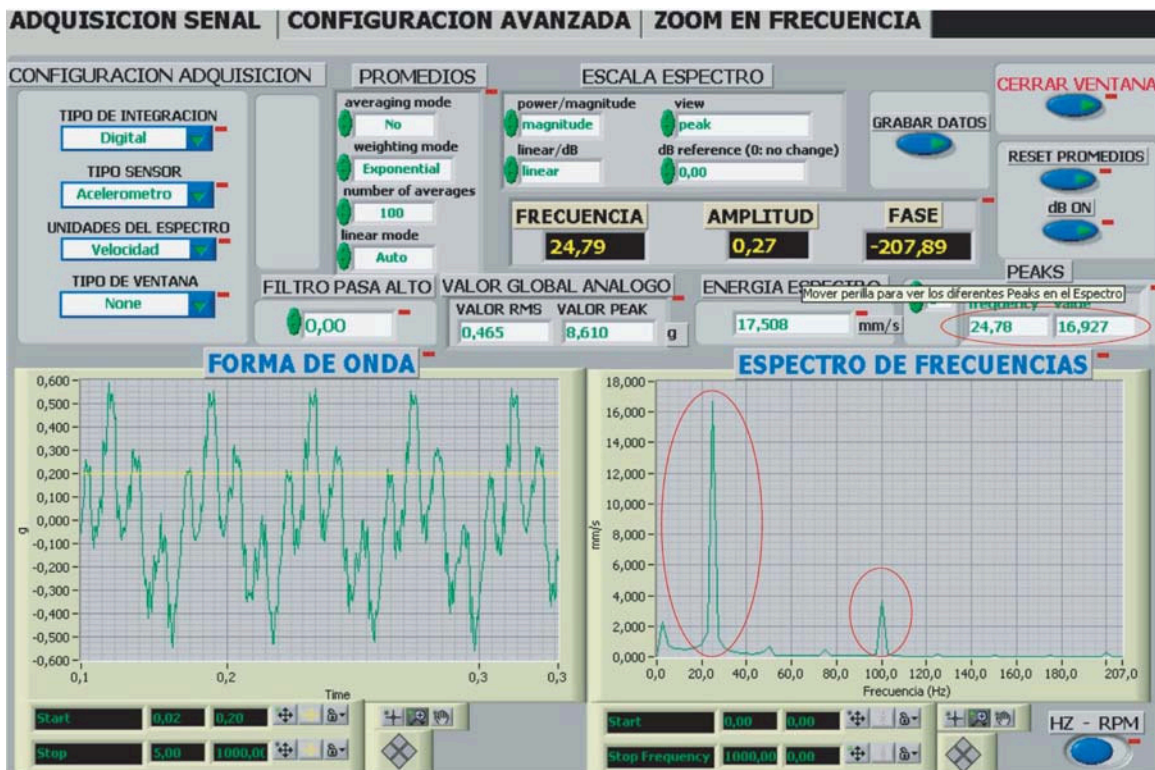 ADQUISICION SENAL
CONFIGURACION AVANZADA
ZOOM EN FRECUENCIA
CONFIGURACION ADQUISICION
TIPO DE INTEGRACION
Digital
TIPO SENSOR
Acelerometro
UNIDADES DEL ESPECTRO
Velocidad
TIPO DE VENTANA
None
PROMEDIOS
averaging mode
No
weighting mode
Exponential
number of averages
100
linear mode
Auto
ESCALA ESPECTRO
power/magnitude
magnitude
view
peak
linear/dB
linear
dB reference (0: no change)
0,00
GRABAR DATOS
CERRAR VENTANA
RESET PROMEDIOS
dB ON
FRECUENCIA
24,79
AMPLITUD
0,27
FASE
-207,89
FILTRO PASA ALTO
0,00
VALOR GLOBAL ANALOGO
VALOR RMS
0,465
VALOR PEAK
8,610
g
ENERGIA ESPECTRO
17,508
mm/s
PEAKS
Mover perilla para ver los diferentes Peaks en el Espectro
frequency
value
24,78
16,927
FORMA DE ONDA
0,600
0,500
0,400
0,300
0,200
0,100
0,000
-0,100
-0,200
-0,300
-0,400
-0,500
-0,600
g
0,1
0,2
0,3
0,3
Time
Start
0,02
0,20
Stop
5,00
1000,00
ESPECTRO DE FRECUENCIAS
18,000
16,000
14,000
12,000
10,000
8,000
6,000
4,000
2,000
0,000
mm/s
0,0
20,0
40,0
60,0
80,0
100,0
120,0
140,0
160,0
180,0
207,0
Frecuencia (Hz)
Start
0,00
0,00
Stop Frequency
1000,00
0,00
HZ - RPM